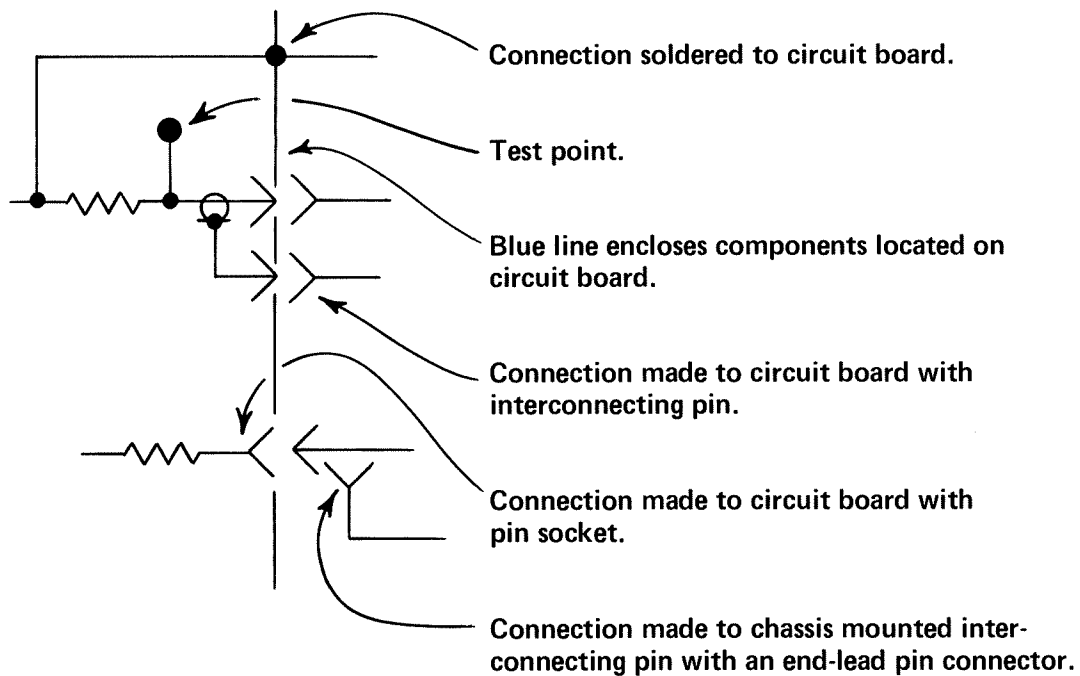 Connection soldered to circuit board.
Test point.
Blue line encloses components located on
circuit board.
Connection made to circuit board with
interconnecting pin.
Connection made to circuit board with
pin socket.
Connection made to chassis mounted inter-
connecting pin with an end-lead pin connector.